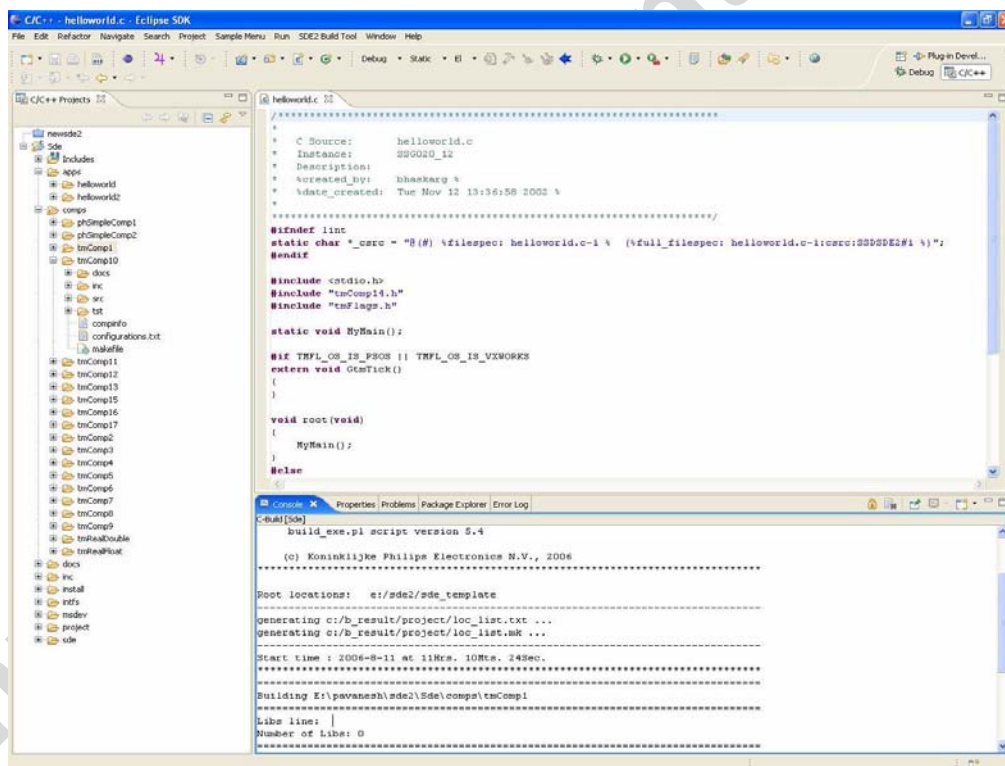 C/C++ - helloworld.c - Eclipse SDK
File Edit Refactor Navigate Search Project Sample Menu Run SDE2 Build Tool Window Help
Debug Static El
Plug-in Devel...
Debug C/C++
C/C++ Projects
newsde2
Sde
Includes
apps
helloworld
helloworld2
comps
phSimpleComp1
phSimpleComp2
tmComp1
tmComp10
docs
inc
src
tst
compinfo
configurations.txt
makefile
tmComp11
tmComp12
tmComp13
tmComp15
tmComp16
tmComp17
tmComp2
tmComp3
tmComp4
tmComp5
tmComp6
tmComp7
tmComp8
tmComp9
tmRealDouble
tmRealFloat
docs
inc
install
intfs
msdev
project
sde
helloworld.c
/************************************************************************
*
* C Source: helloworld.c
* Instance: SSG020_12
* Description:
* %created_by: bhaskarg %
* %date_created: Tue Nov 12 13:36:58 2002 %
*
************************************************************************/
#ifndef lint
static char *_csrc = "@(#) %filespec: helloworld.c-1 % (%full_filespec: helloworld.c-1:csrc:SSDSDE2#1 %)";
#endif
#include <stdio.h>
#include "tmComp14.h"
#include "tmFlags.h"
static void MyMain();
#if TMFL_OS_IS_PSOS || TMFL_OS_IS_VXWORKS
extern void GtmTick()
{
}
void root(void)
{
MyMain();
}
#else
Console Properties Problems Package Explorer Error Log
C-Build [Sde]
build_exe.pl script version 5.4
(c) Koninklijke Philips Electronics N.V., 2006
Root locations: e:/sde2/sde_template
generating c:/b_result/project/loc_list.txt ...
generating c:/b_result/project/loc_list.mk ...
Start time : 2006-8-11 at 11Hrs. 10Mts. 24Sec.
Building E:\pavanesh\sde2\Sde\comps\tmComp1
Libs line:
Number of Libs: 0